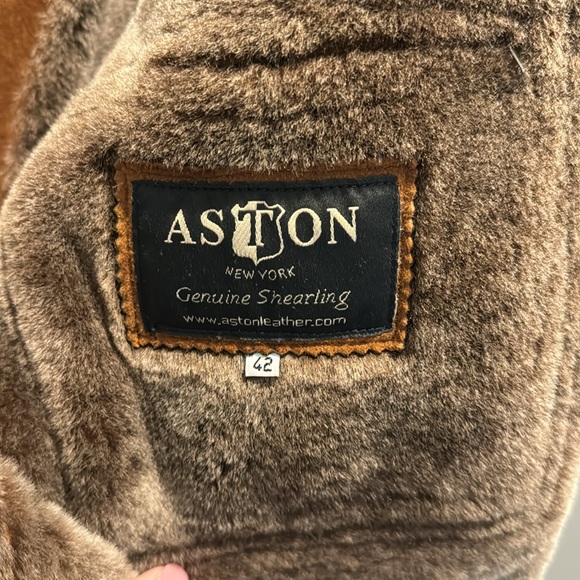 ASTON
NEW YORK
Genuine Shearling
www.astonleather.com
42